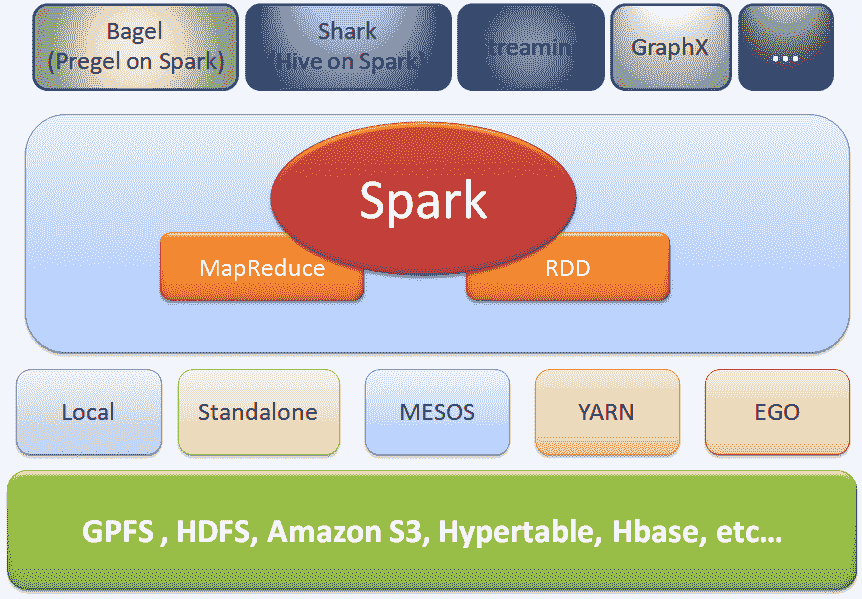 Bagel
(Pregel on Spark)
Shark
(Hive on Spark)
treamin
GraphX
...
Spark
MapReduce
RDD
Local
Standalone
MESOS
YARN
EGO
GPFS , HDFS, Amazon S3, Hypertable, Hbase, etc...